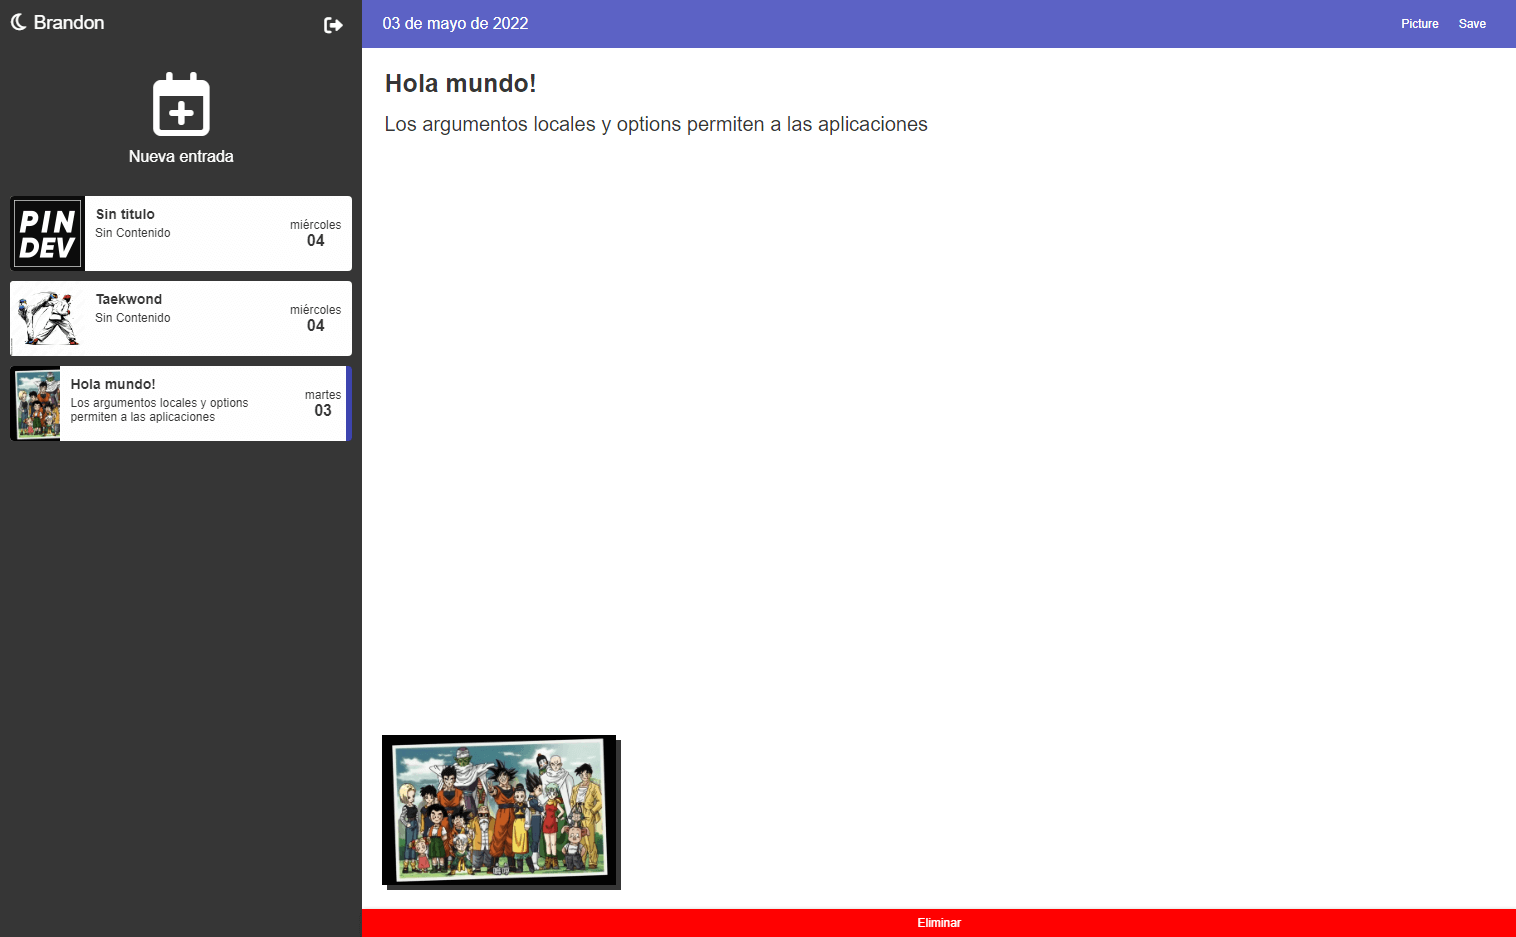 Brandon
Nueva entrada
PIN
DEV
Sin titulo
Sin Contenido
miércoles
04
Taekwond
Sin Contenido
miércoles
04
Hola mundo!
Los argumentos locales y options
permiten a las aplicaciones
martes
03
03 de mayo de 2022
Picture
Save
Hola mundo!
Los argumentos locales y options permiten a las aplicaciones
Eliminar